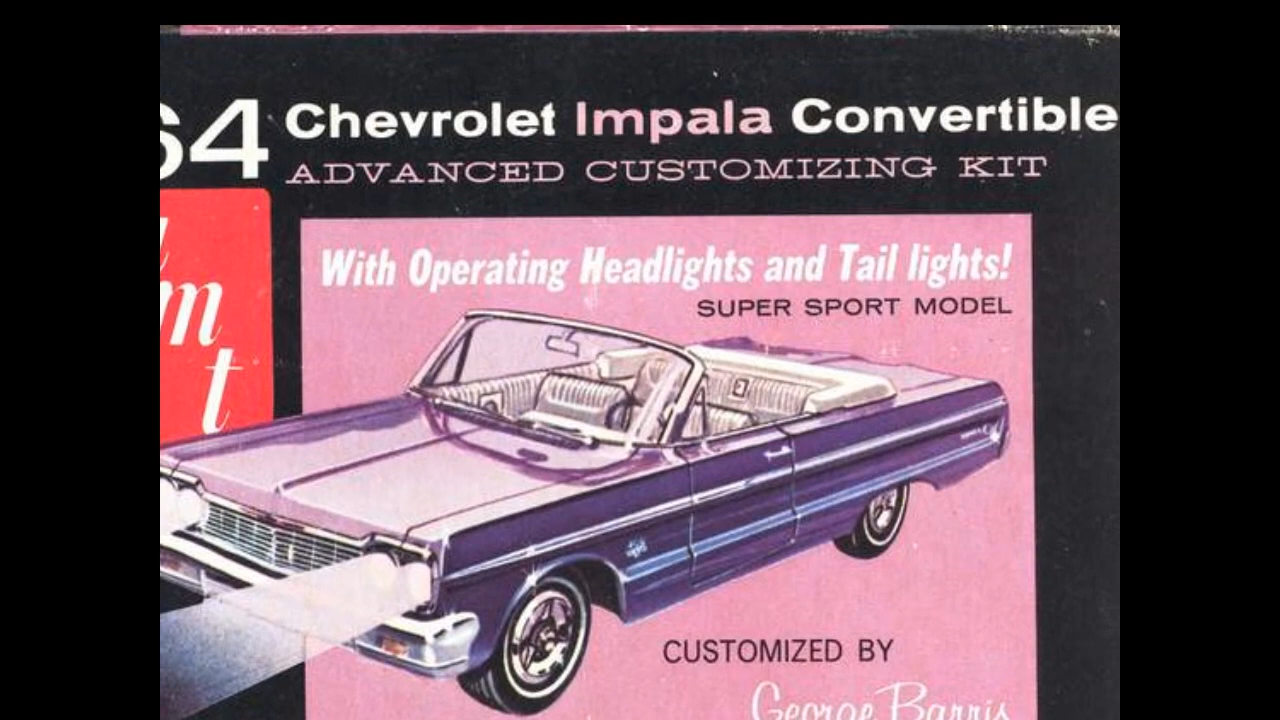 64 Chevrolet Impala Convertible
ADVANCED CUSTOMIZING KIT
With Operating Headlights and Tail lights!
SUPER SPORT MODEL
CUSTOMIZED BY
George Barris